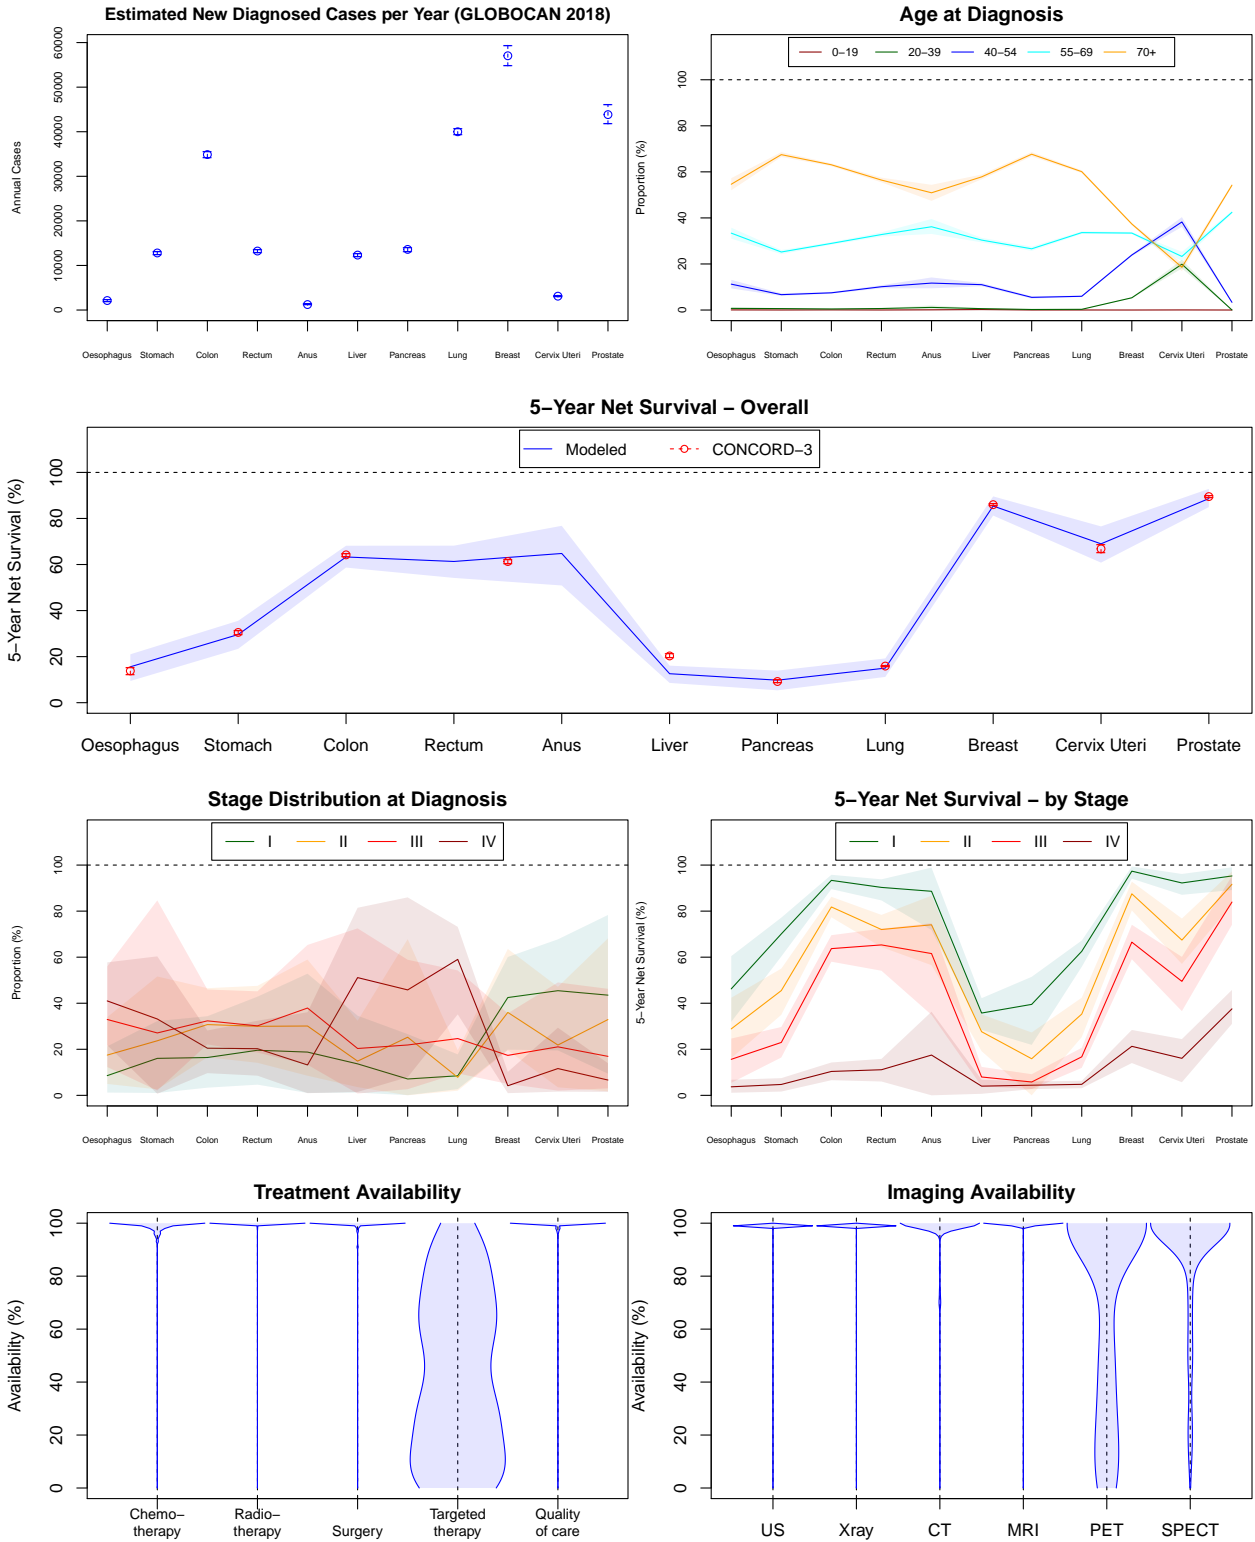 Estimated New Diagnosed Cases per Year (GLOBOCAN 2018)
Annual Cases
60000
50000
40000
30000
20000
10000
0
Oesophagus Stomach Colon Rectum Anus Liver Pancreas Lung Breast Cervix Uteri Prostate
Age at Diagnosis
0−19 20−39 40−54 55−69 70+
Proportion (%)
100
80
60
40
20
0
Oesophagus Stomach Colon Rectum Anus Liver Pancreas Lung Breast Cervix Uteri Prostate
5−Year Net Survival − Overall
Modeled CONCORD−3
5−Year Net Survival (%)
100
80
60
40
20
0
Oesophagus Stomach Colon Rectum Anus Liver Pancreas Lung Breast Cervix Uteri Prostate
Stage Distribution at Diagnosis
I II III IV
Proportion (%)
100
80
60
40
20
0
Oesophagus Stomach Colon Rectum Anus Liver Pancreas Lung Breast Cervix Uteri Prostate
5−Year Net Survival − by Stage
I II III IV
5−Year Net Survival (%)
100
80
60
40
20
0
Oesophagus Stomach Colon Rectum Anus Liver Pancreas Lung Breast Cervix Uteri Prostate
Treatment Availability
Availability (%)
100
80
60
40
20
0
Chemo− Radio− Targeted Quality
therapy therapy Surgery therapy of care
Imaging Availability
Availability (%)
100
80
60
40
20
0
US Xray CT MRI PET SPECT